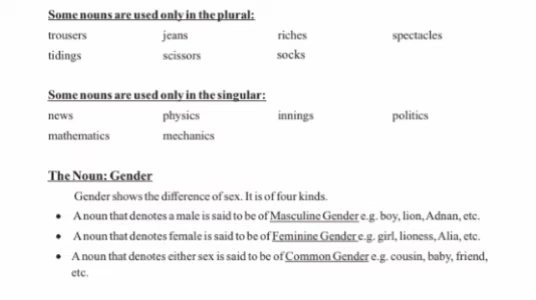 Some nouns are used only in the plural:
trousers jeans riches spectacles
tidings scissors socks
Some nouns are used only in the singular:
news physics innings politics
mathematics mechanics
The Noun: Gender
Gender shows the difference of sex. It is of four kinds.
• A noun that denotes a male is said to be of Masculine Gender e.g. boy, lion, Adnan, etc.
• A noun that denotes female is said to be of Feminine Gender e.g. girl, lioness, Alia, etc.
• A noun that denotes either sex is said to be of Common Gender e.g. cousin, baby, friend,
etc.